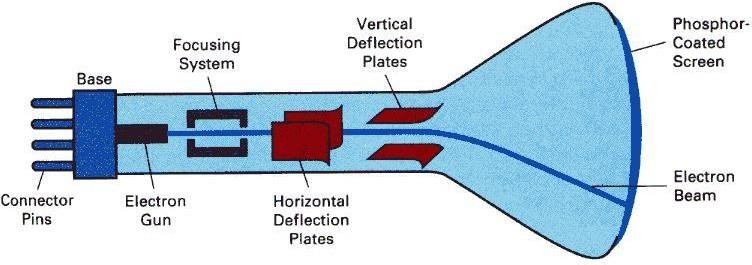 Base
Focusing
System
Vertical
Deflection
Plates
Phosphor-
Coated
Screen
Connector
Pins
Electron
Gun
Horizontal
Deflection
Plates
Electron
Beam